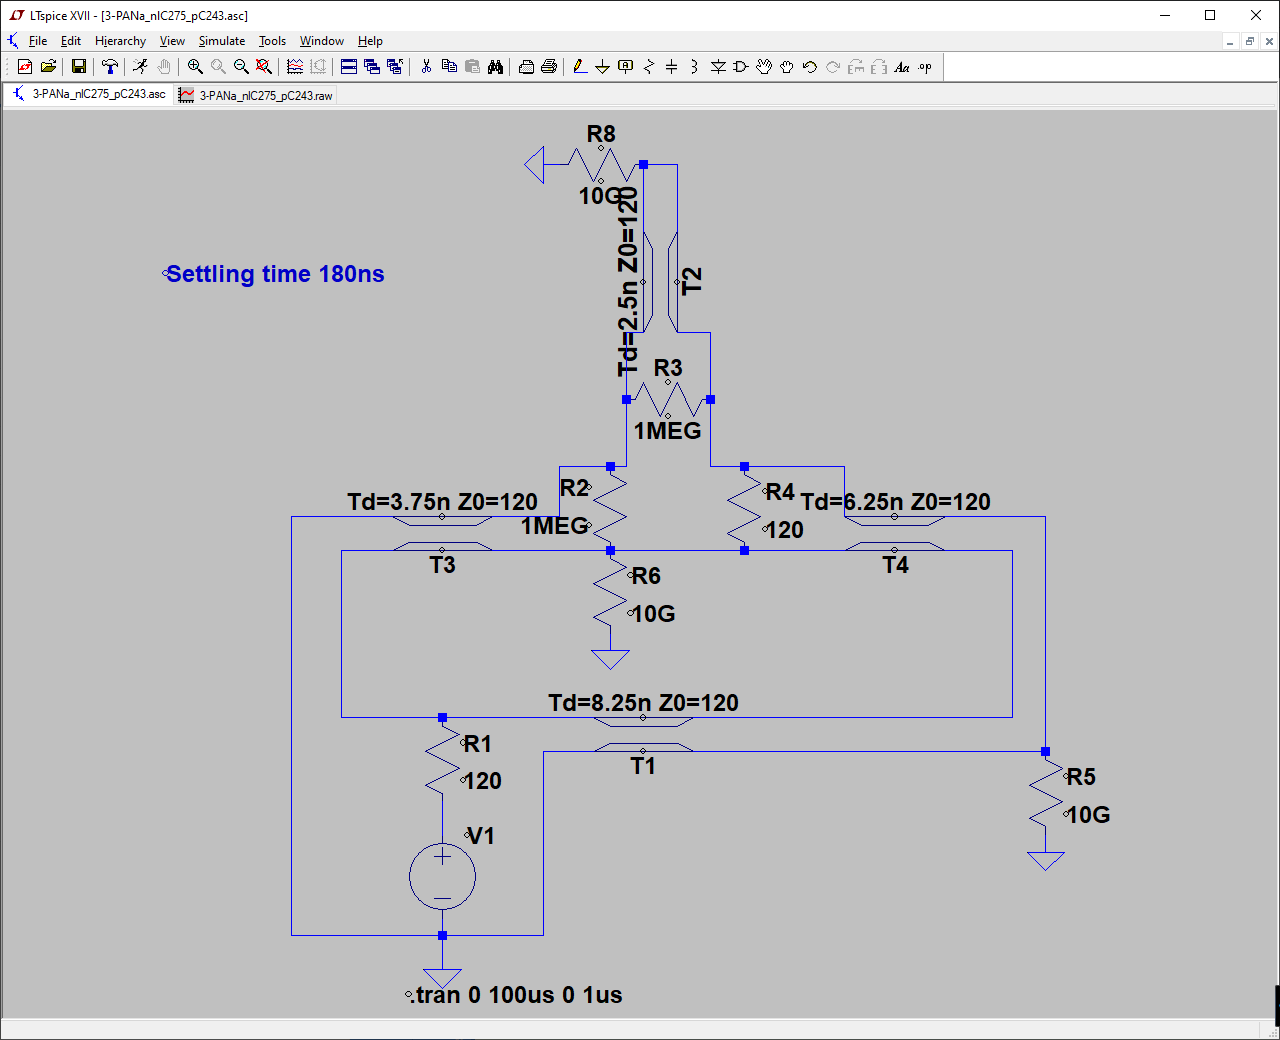 LTspice XVII - [3-PANa_nIC275_pC243.asc]
File Edit Hierarchy View Simulate Tools Window Help
3-PANa_nIC275_pC243.asc 3-PANa_nIC275_pC243.raw
R8
10G
Td=2.5n Z0=120
T2
Settling time 180ns
R3
1MEG
R2
1MEG
R4
120
Td=3.75n Z0=120
T3
Td=6.25n Z0=120
T4
R6
10G
Td=8.25n Z0=120
T1
R1
120
V1
R5
10G
.tran 0 100us 0 1us